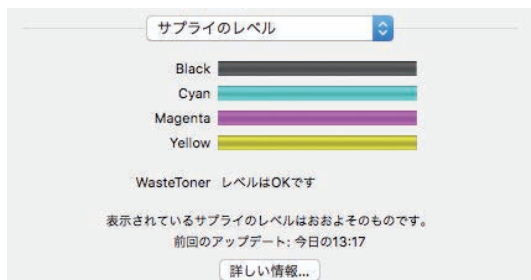 サプライのレベル
Black
Cyan
Magenta
Yellow
WasteToner レベルはOKです
表示されているサプライのレベルはおおよそのものです。
前回のアップデート: 今日の13:17
詳しい情報...